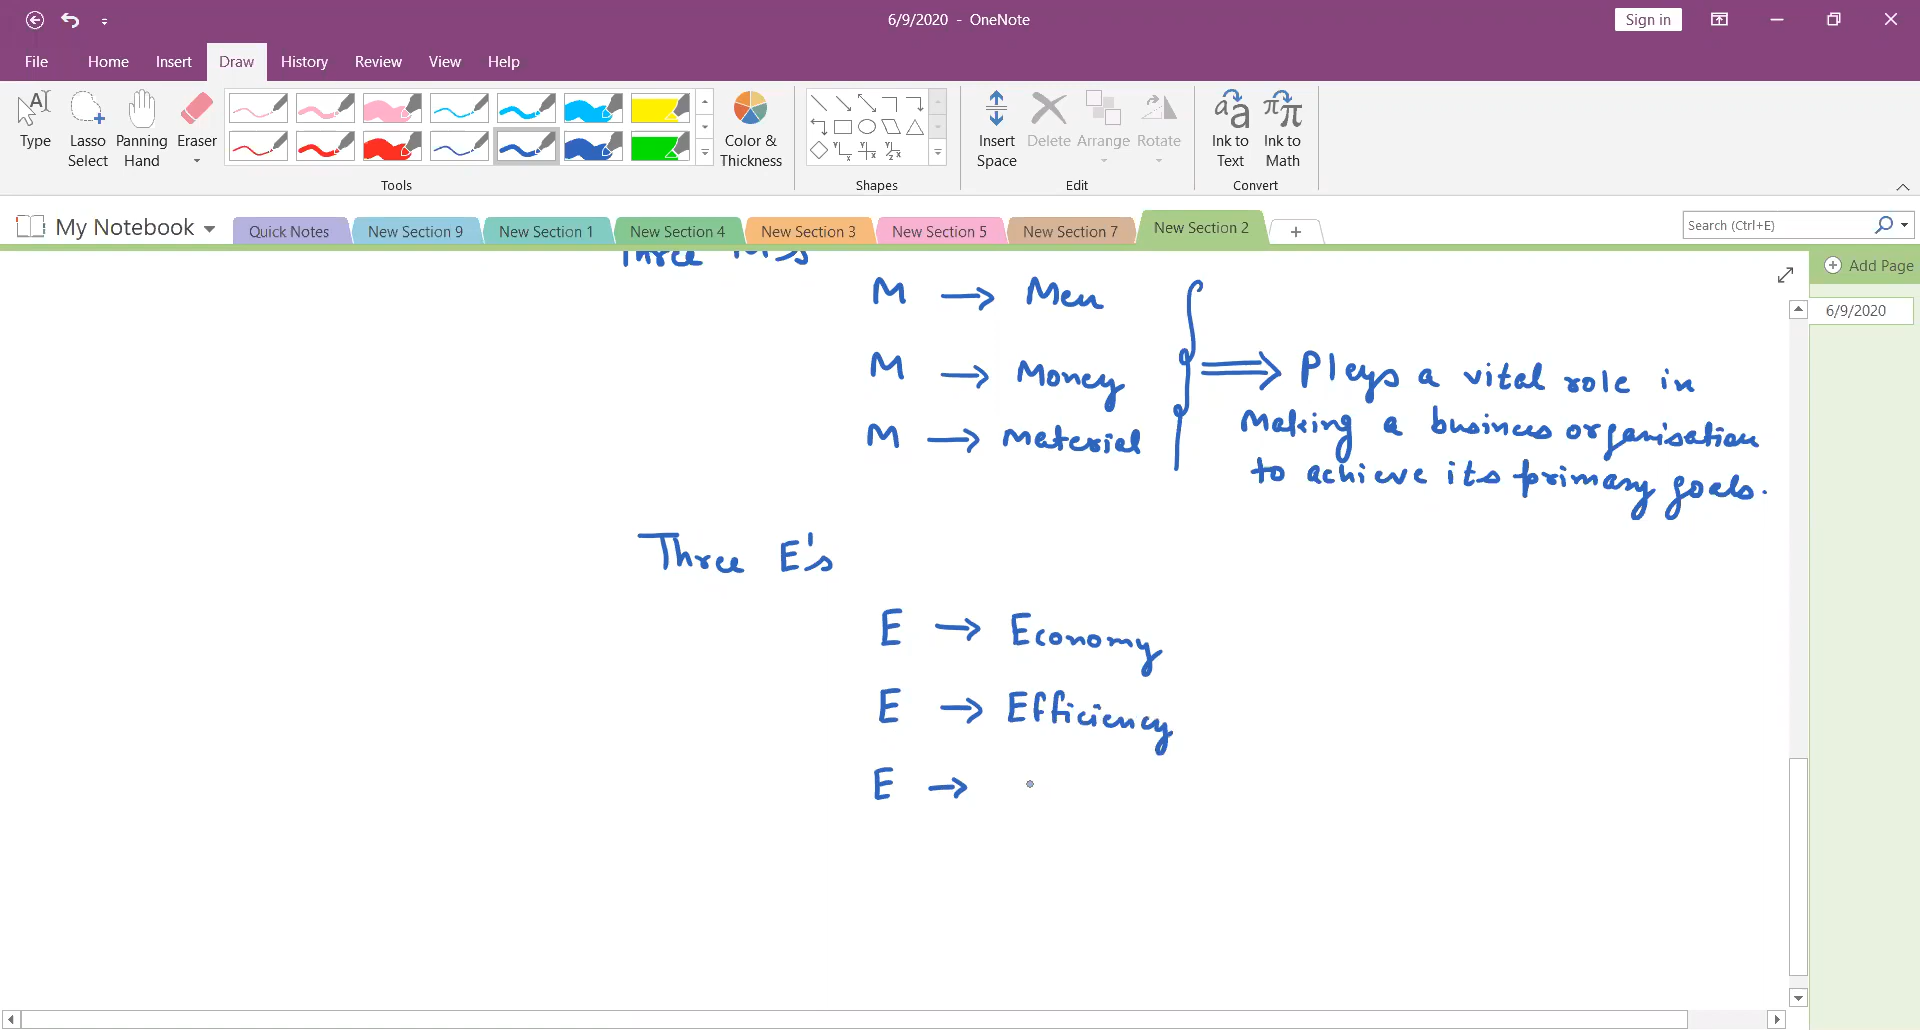 6/9/2020 - OneNote
Sign in
File Home Insert Draw History Review View Help
Type
Lasso Select
Panning Hand
Eraser
Color & Thickness
Insert Space
Delete
Arrange
Rotate
Ink to Text
Ink to Math
Tools
Shapes
Edit
Convert
My Notebook
Quick Notes
New Section 9
New Section 1
New Section 4
New Section 3
New Section 5
New Section 7
New Section 2
Search (Ctrl+E)
Add Page
6/9/2020
Three M's
M → Men
M → Money
M → Material
⇒ Plays a vital role in
making a business organisation
to achieve its primary goals.
Three E's
E → Economy
E → Efficiency
E →